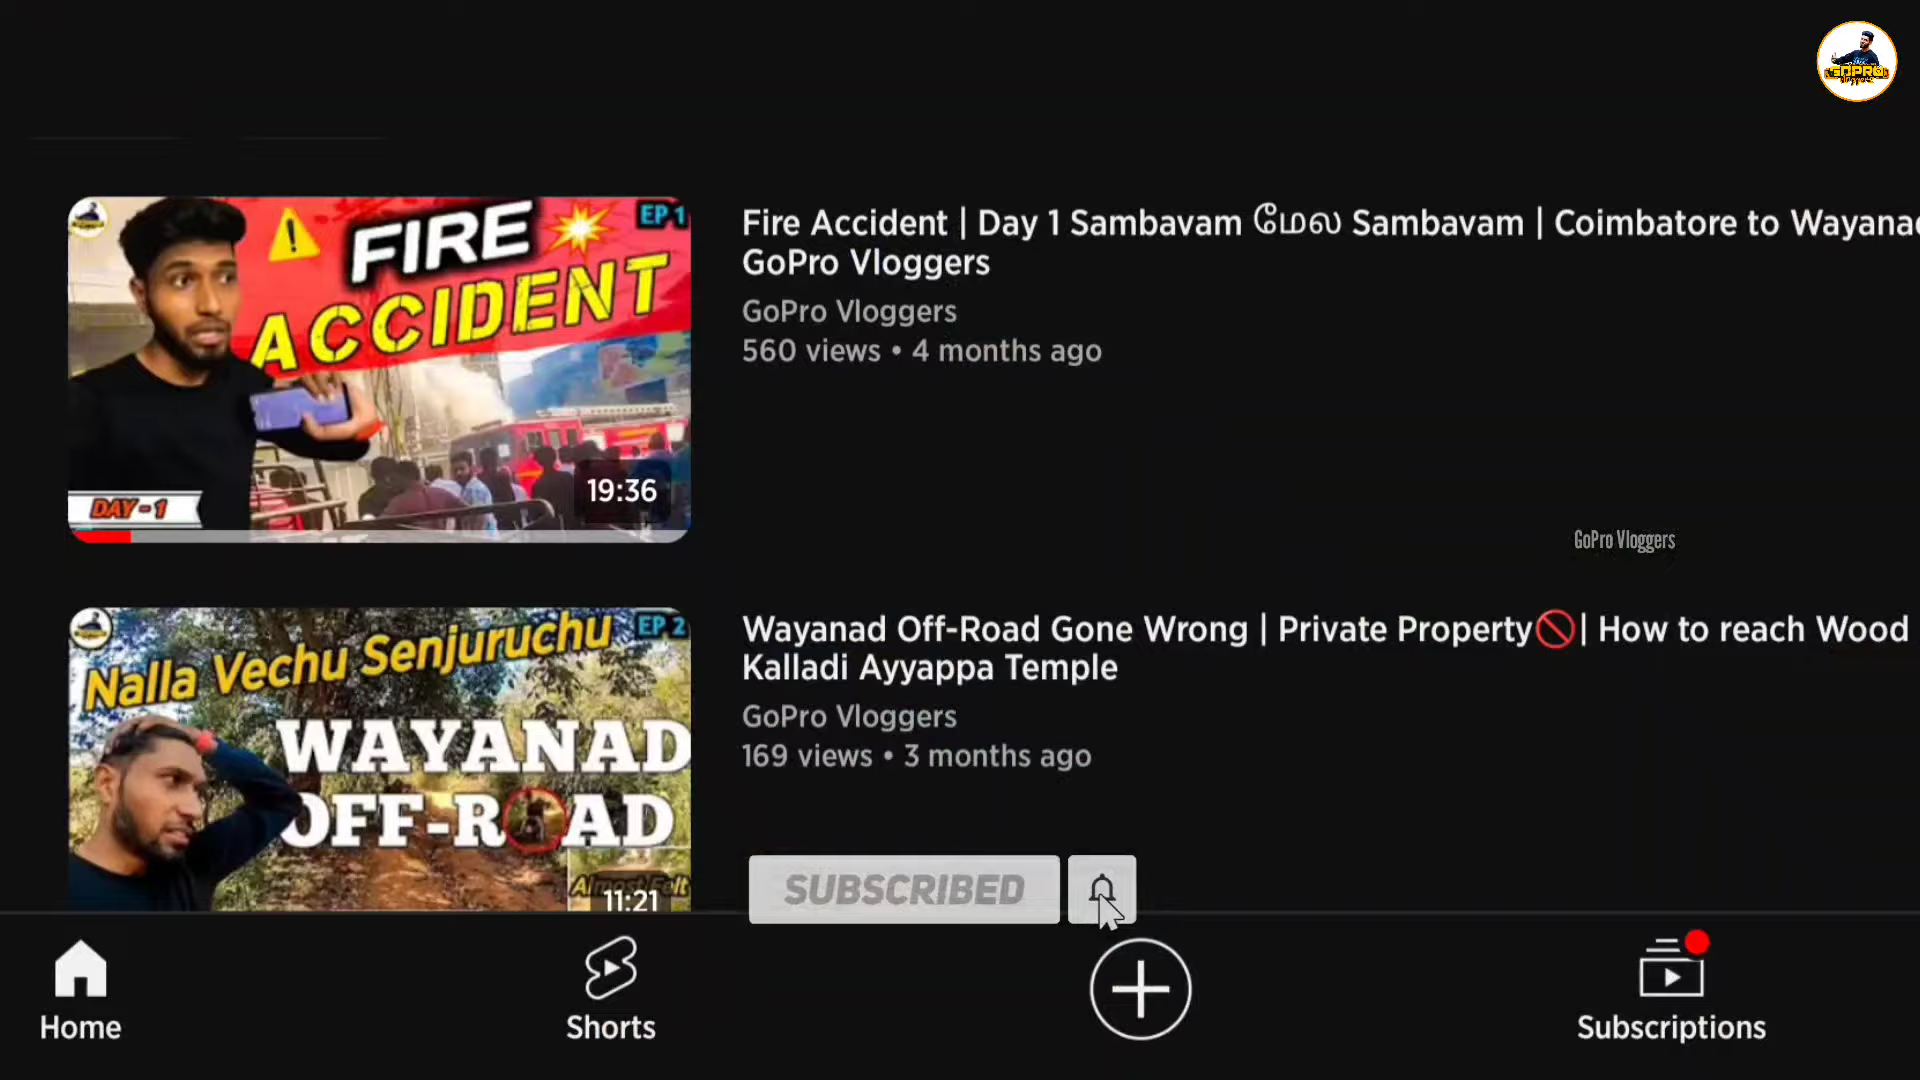 GOPRO
FIRE
EP 1
ACCIDENT
DAY - 1
19:36
Fire Accident | Day 1 Sambavam மேல Sambavam | Coimbatore to Wayanad
GoPro Vloggers
GoPro Vloggers
560 views • 4 months ago
GoPro Vloggers
Nalla Vechu Senjuruchu
EP 2
WAYANAD
OFF-ROAD
11:21
Wayanad Off-Road Gone Wrong | Private Property🚫| How to reach Wood
Kalladi Ayyappa Temple
GoPro Vloggers
169 views • 3 months ago
SUBSCRIBED
Home
Shorts
Subscriptions